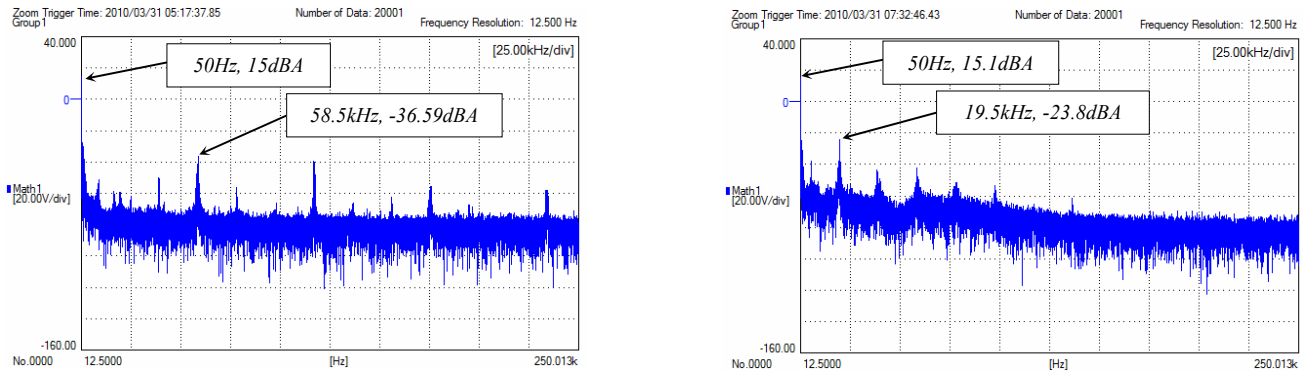 Zoom Trigger Time: 2010/03/31 05:17:37.85 Number of Data: 20001
Group1 Frequency Resolution: 12.500 Hz
40.000
[25.00kHz/div]
50Hz, 15dBA
0
58.5kHz, -36.59dBA
Math1
[20.00V/div]
-160.00
No.0000 12.5000 [Hz] 250.013k
Zoom Trigger Time: 2010/03/31 07:32:46.43 Number of Data: 20001
Group1 Frequency Resolution: 12.500 Hz
40.000
[25.00kHz/div]
50Hz, 15.1dBA
0
19.5kHz, -23.8dBA
Math1
[20.00V/div]
-160.00
No.0000 12.5000 [Hz] 250.013k